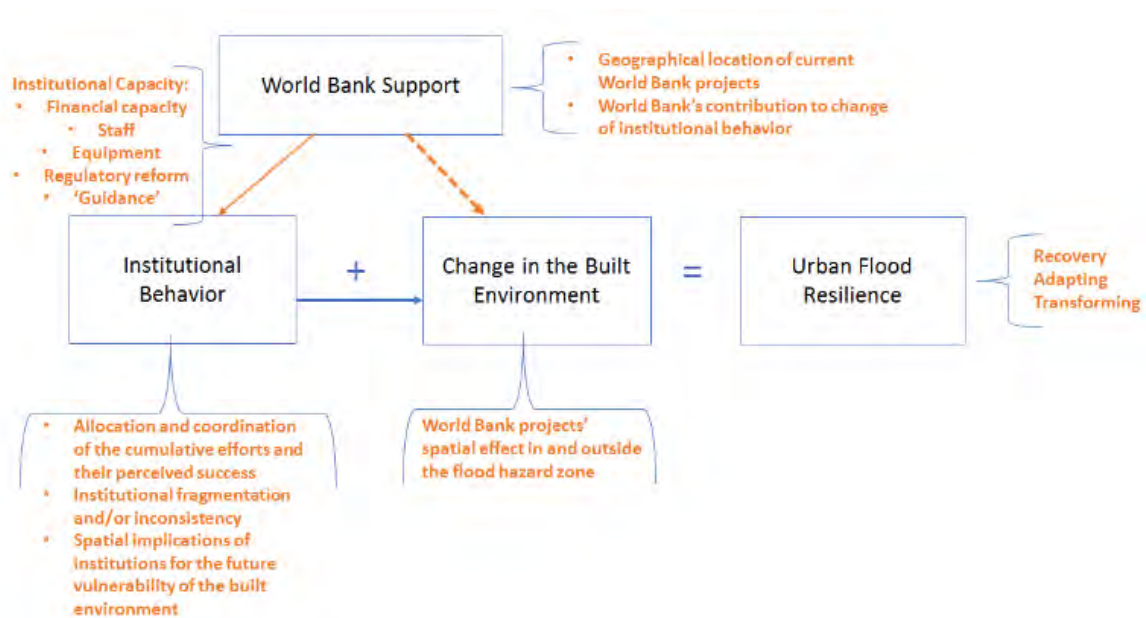 World Bank Support
• Geographical location of current
World Bank projects
• World Bank's contribution to change
of institutional behavior
Institutional Capacity:
• Financial capacity
• Staff
• Equipment
• Regulatory reform
• 'Guidance'
Institutional
Behavior
+
Change in the Built
Environment
=
Urban Flood
Resilience
Recovery
Adapting
Transforming
• Allocation and coordination
of the cumulative efforts and
their perceived success
• Institutional fragmentation
and/or inconsistency
• Spatial implications of
institutions for the future
vulnerability of the built
environment
World Bank projects'
spatial effect in and outside
the flood hazard zone